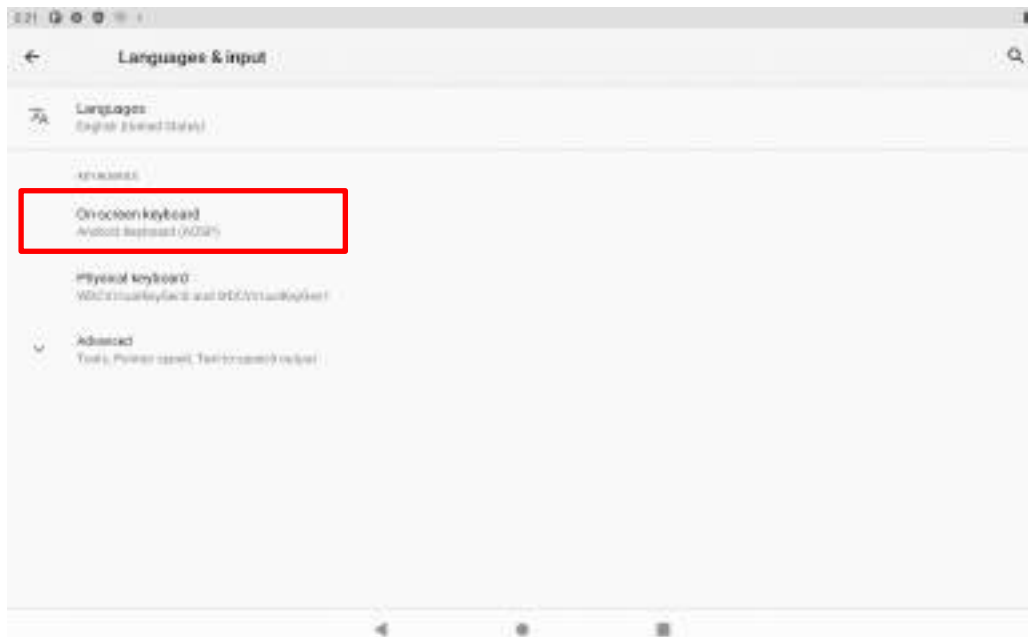 Languages & input
Languages
English (United States)
On-screen keyboard
Android Keyboard (AOSP)
Physical keyboard
Advanced
Tools, Pointer speed, Text-to-speech output